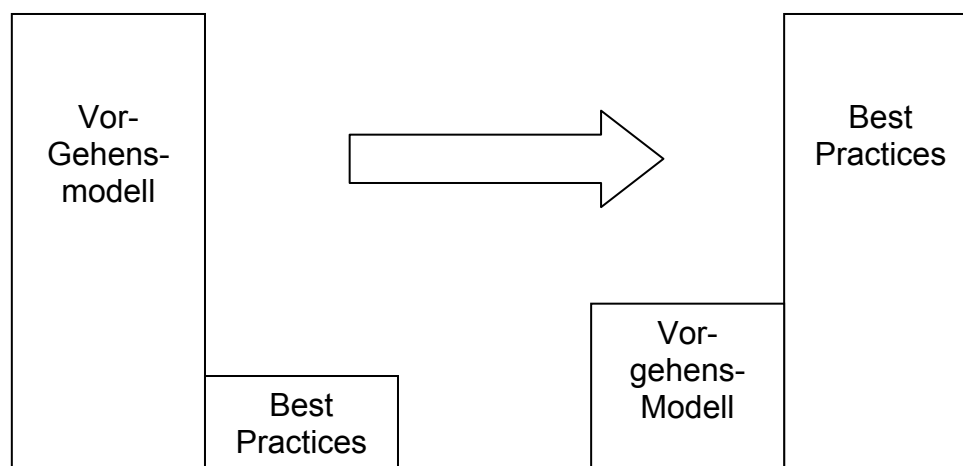 Vor-
Gehens-
modell
Best
Practices
Vor-
gehens-
Modell
Best
Practices